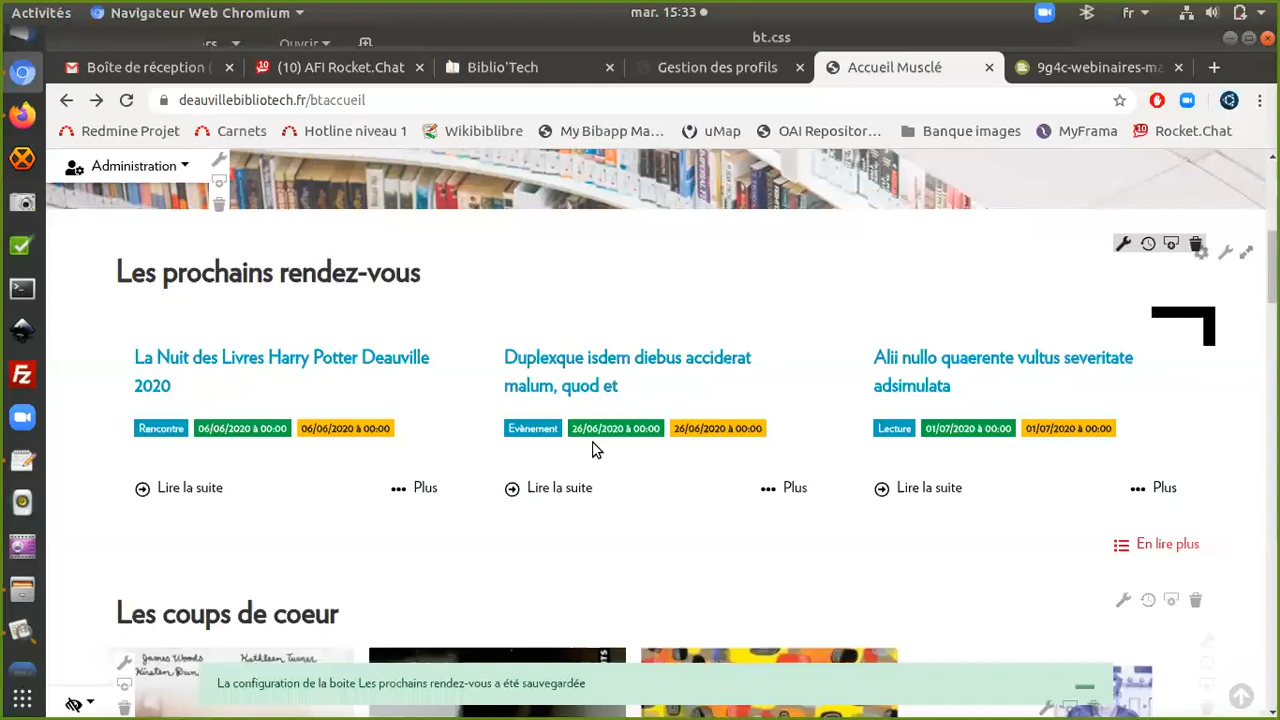 Activités Navigateur Web Chromium mar. 15:33 fr
Ouvrir bt.css
Boîte de réception ( (10) AFI Rocket.Chat Biblio'Tech Gestion des profils Accueil Musclé 9g4c-webinaires-ma
deauvillebibliotech.fr/btaccueil
Redmine Projet Carnets Hotline niveau 1 Wikibiblibre My Bibapp Ma... uMap OAI Repositor... Banque images MyFrama Rocket.Chat
Administration
Les prochains rendez-vous
La Nuit des Livres Harry Potter Deauville
2020
Rencontre 06/06/2020 à 00:00 06/06/2020 à 00:00
Lire la suite Plus
Duplexque isdem diebus acciderat
malum, quod et
Evènement 26/06/2020 à 00:00 26/06/2020 à 00:00
Lire la suite Plus
Alii nullo quaerente vultus severitate
adsimulata
Lecture 01/07/2020 à 00:00 01/07/2020 à 00:00
Lire la suite Plus
En lire plus
Les coups de coeur
James Woods Kathleen Turner
Kirsten Dun
La configuration de la boite Les prochains rendez-vous a été sauvegardée